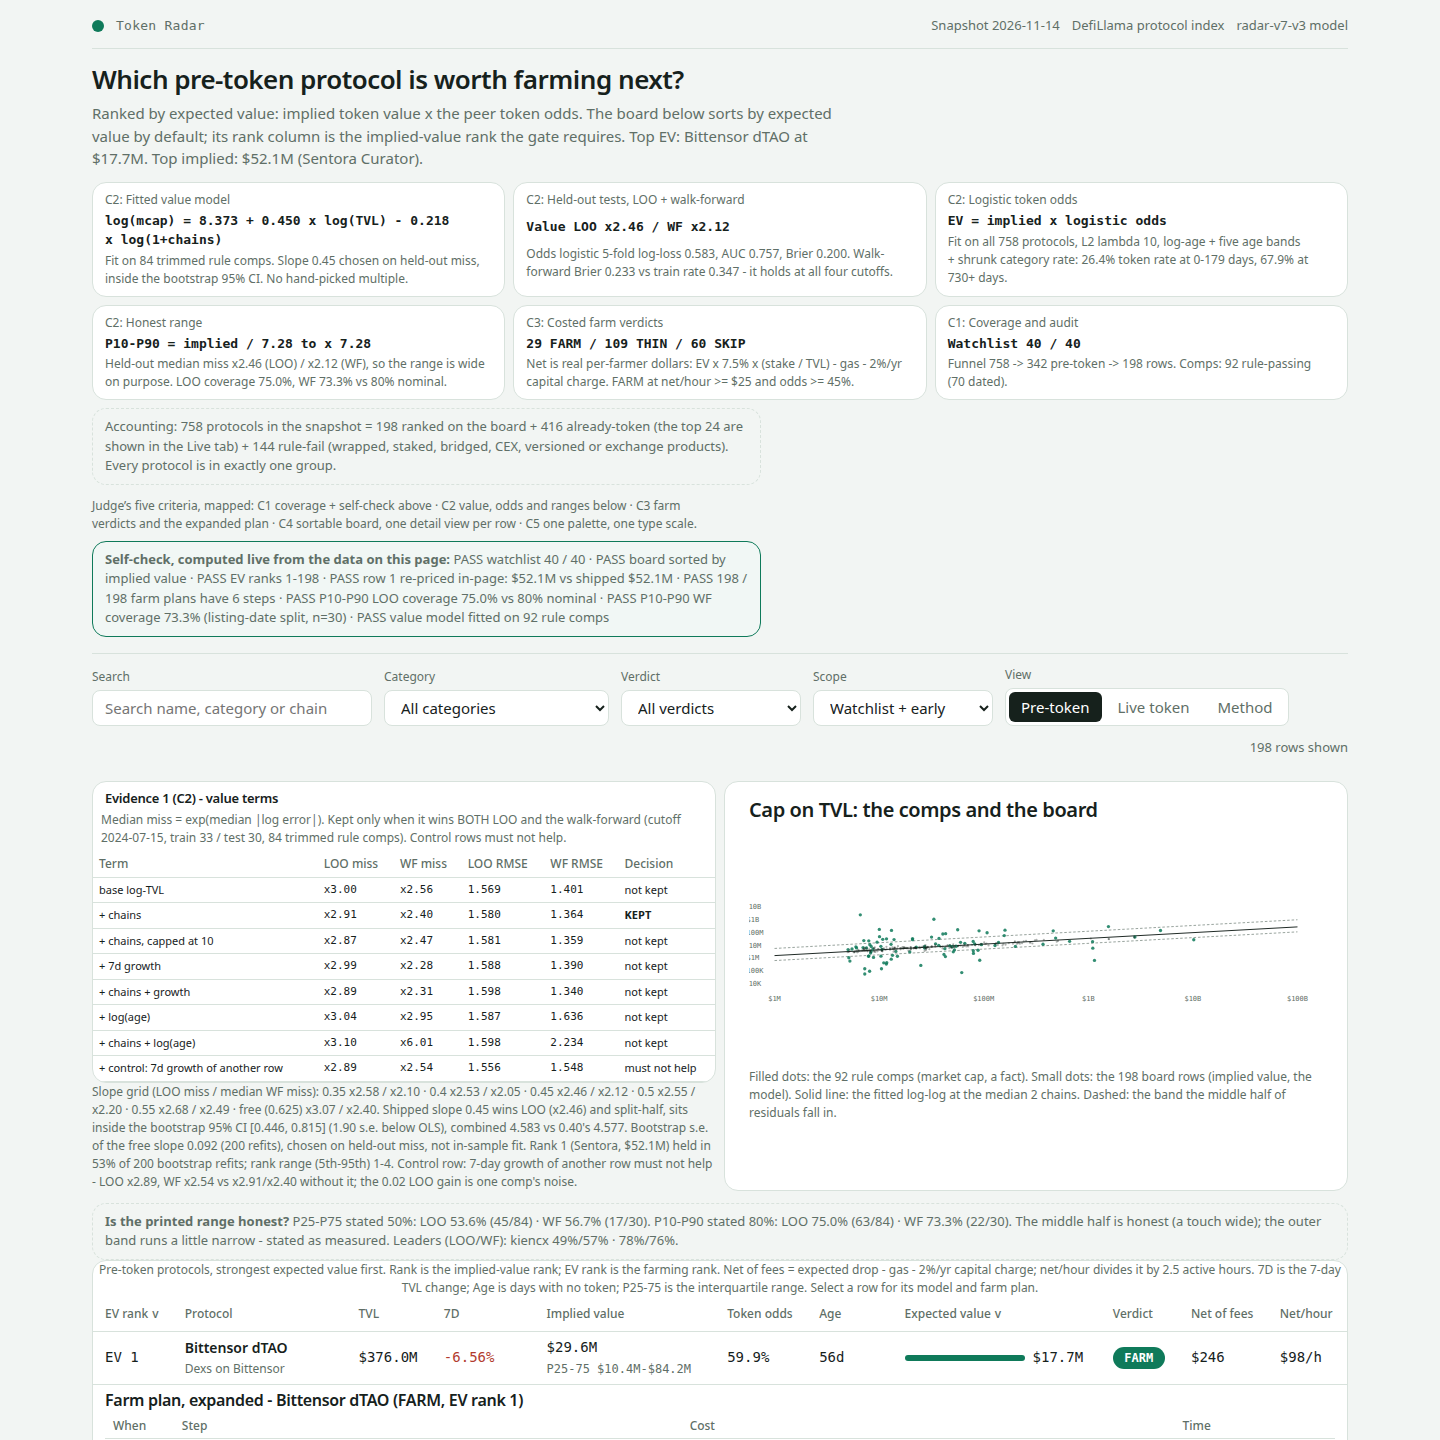 Token Radar
Snapshot 2026-11-14 DefiLlama protocol index radar-v7-v3 model
Which pre-token protocol is worth farming next?
Ranked by expected value: implied token value x the peer token odds. The board below sorts by expected
value by default; its rank column is the implied-value rank the gate requires. Top EV: Bittensor dTAO at
$17.7M. Top implied: $52.1M (Sentora Curator).
C2: Fitted value model
log(mcap) = 8.373 + 0.450 x log(TVL) - 0.218
x log(1+chains)
Fit on 84 trimmed rule comps. Slope 0.45 chosen on held-out miss,
inside the bootstrap 95% CI. No hand-picked multiple.
C2: Held-out tests, LOO + walk-forward
Value LOO x2.46 / WF x2.12
Odds logistic 5-fold log-loss 0.583, AUC 0.757, Brier 0.200. Walk-
forward Brier 0.233 vs train rate 0.347 - it holds at all four cutoffs.
C2: Logistic token odds
EV = implied x logistic odds
Fit on all 758 protocols, L2 lambda 10, log-age + five age bands
+ shrunk category rate: 26.4% token rate at 0-179 days, 67.9% at
730+ days.
C2: Honest range
P10-P90 = implied / 7.28 to x 7.28
Held-out median miss x2.46 (LOO) / x2.12 (WF), so the range is wide
on purpose. LOO coverage 75.0%, WF 73.3% vs 80% nominal.
C3: Costed farm verdicts
29 FARM / 109 THIN / 60 SKIP
Net is real per-farmer dollars: EV x 7.5% x (stake / TVL) - gas - 2%/yr
capital charge. FARM at net/hour >= $25 and odds >= 45%.
C1: Coverage and audit
Watchlist 40 / 40
Funnel 758 -> 342 pre-token -> 198 rows. Comps: 92 rule-passing
(70 dated).
Accounting: 758 protocols in the snapshot = 198 ranked on the board + 416 already-token (the top 24 are
shown in the Live tab) + 144 rule-fail (wrapped, staked, bridged, CEX, versioned or exchange products).
Every protocol is in exactly one group.
Judge's five criteria, mapped: C1 coverage + self-check above · C2 value, odds and ranges below · C3 farm
verdicts and the expanded plan · C4 sortable board, one detail view per row · C5 one palette, one type scale.
Self-check, computed live from the data on this page: PASS watchlist 40 / 40 · PASS board sorted by
implied value · PASS EV ranks 1-198 · PASS row 1 re-priced in-page: $52.1M vs shipped $52.1M · PASS 198 /
198 farm plans have 6 steps · PASS P10-P90 LOO coverage 75.0% vs 80% nominal · PASS P10-P90 WF
coverage 73.3% (listing-date split, n=30) · PASS value model fitted on 92 rule comps
Search Category Verdict Scope View
Search name, category or chain All categories All verdicts Watchlist + early Pre-token Live token Method
198 rows shown
Evidence 1 (C2) - value terms
Median miss = exp(median |log error|). Kept only when it wins BOTH LOO and the walk-forward (cutoff
2024-07-15, train 33 / test 30, 84 trimmed rule comps). Control rows must not help.
Term LOO miss WF miss LOO RMSE WF RMSE Decision
base log-TVL x3.00 x2.56 1.569 1.401 not kept
+ chains x2.91 x2.40 1.580 1.364 KEPT
+ chains, capped at 10 x2.87 x2.47 1.581 1.359 not kept
+ 7d growth x2.99 x2.28 1.588 1.390 not kept
+ chains + growth x2.89 x2.31 1.598 1.340 not kept
+ log(age) x3.04 x2.95 1.587 1.636 not kept
+ chains + log(age) x3.10 x6.01 1.598 2.234 not kept
+ control: 7d growth of another row x2.89 x2.54 1.556 1.548 must not help
Slope grid (LOO miss / median WF miss): 0.35 x2.58 / x2.10 · 0.4 x2.53 / x2.05 · 0.45 x2.46 / x2.12 · 0.5 x2.55 /
x2.20 · 0.55 x2.68 / x2.49 · free (0.625) x3.07 / x2.40. Shipped slope 0.45 wins LOO (x2.46) and split-half, sits
inside the bootstrap 95% CI [0.446, 0.815] (1.90 s.e. below OLS), combined 4.583 vs 0.40's 4.577. Bootstrap s.e.
of the free slope 0.092 (200 refits), chosen on held-out miss, not in-sample fit. Rank 1 (Sentora, $52.1M) held in
53% of 200 bootstrap refits; rank range (5th-95th) 1-4. Control row: 7-day growth of another row must not help
- LOO x2.89, WF x2.54 vs x2.91/x2.40 without it; the 0.02 LOO gain is one comp's noise.
Cap on TVL: the comps and the board
10B
$1B
100M
10M
$1M
100K
10K
$1M $10M $100M $1B $10B $100B
Filled dots: the 92 rule comps (market cap, a fact). Small dots: the 198 board rows (implied value, the
model). Solid line: the fitted log-log at the median 2 chains. Dashed: the band the middle half of
residuals fall in.
Is the printed range honest? P25-P75 stated 50%: LOO 53.6% (45/84) · WF 56.7% (17/30). P10-P90 stated 80%: LOO 75.0% (63/84) · WF 73.3% (22/30). The middle half is honest (a touch wide); the outer
band runs a little narrow - stated as measured. Leaders (LOO/WF): kiencx 49%/57% · 78%/76%.
Pre-token protocols, strongest expected value first. Rank is the implied-value rank; EV rank is the farming rank. Net of fees = expected drop - gas - 2%/yr capital charge; net/hour divides it by 2.5 active hours. 7D is the 7-day
TVL change; Age is days with no token; P25-75 is the interquartile range. Select a row for its model and farm plan.
EV rank v Protocol TVL 7D Implied value Token odds Age Expected value v Verdict Net of fees Net/hour
EV 1 Bittensor dTAO $376.0M -6.56% $29.6M 59.9% 56d $17.7M FARM $246 $98/h
Dexs on Bittensor P25-75 $10.4M-$84.2M
Farm plan, expanded - Bittensor dTAO (FARM, EV rank 1)
When Step Cost Time